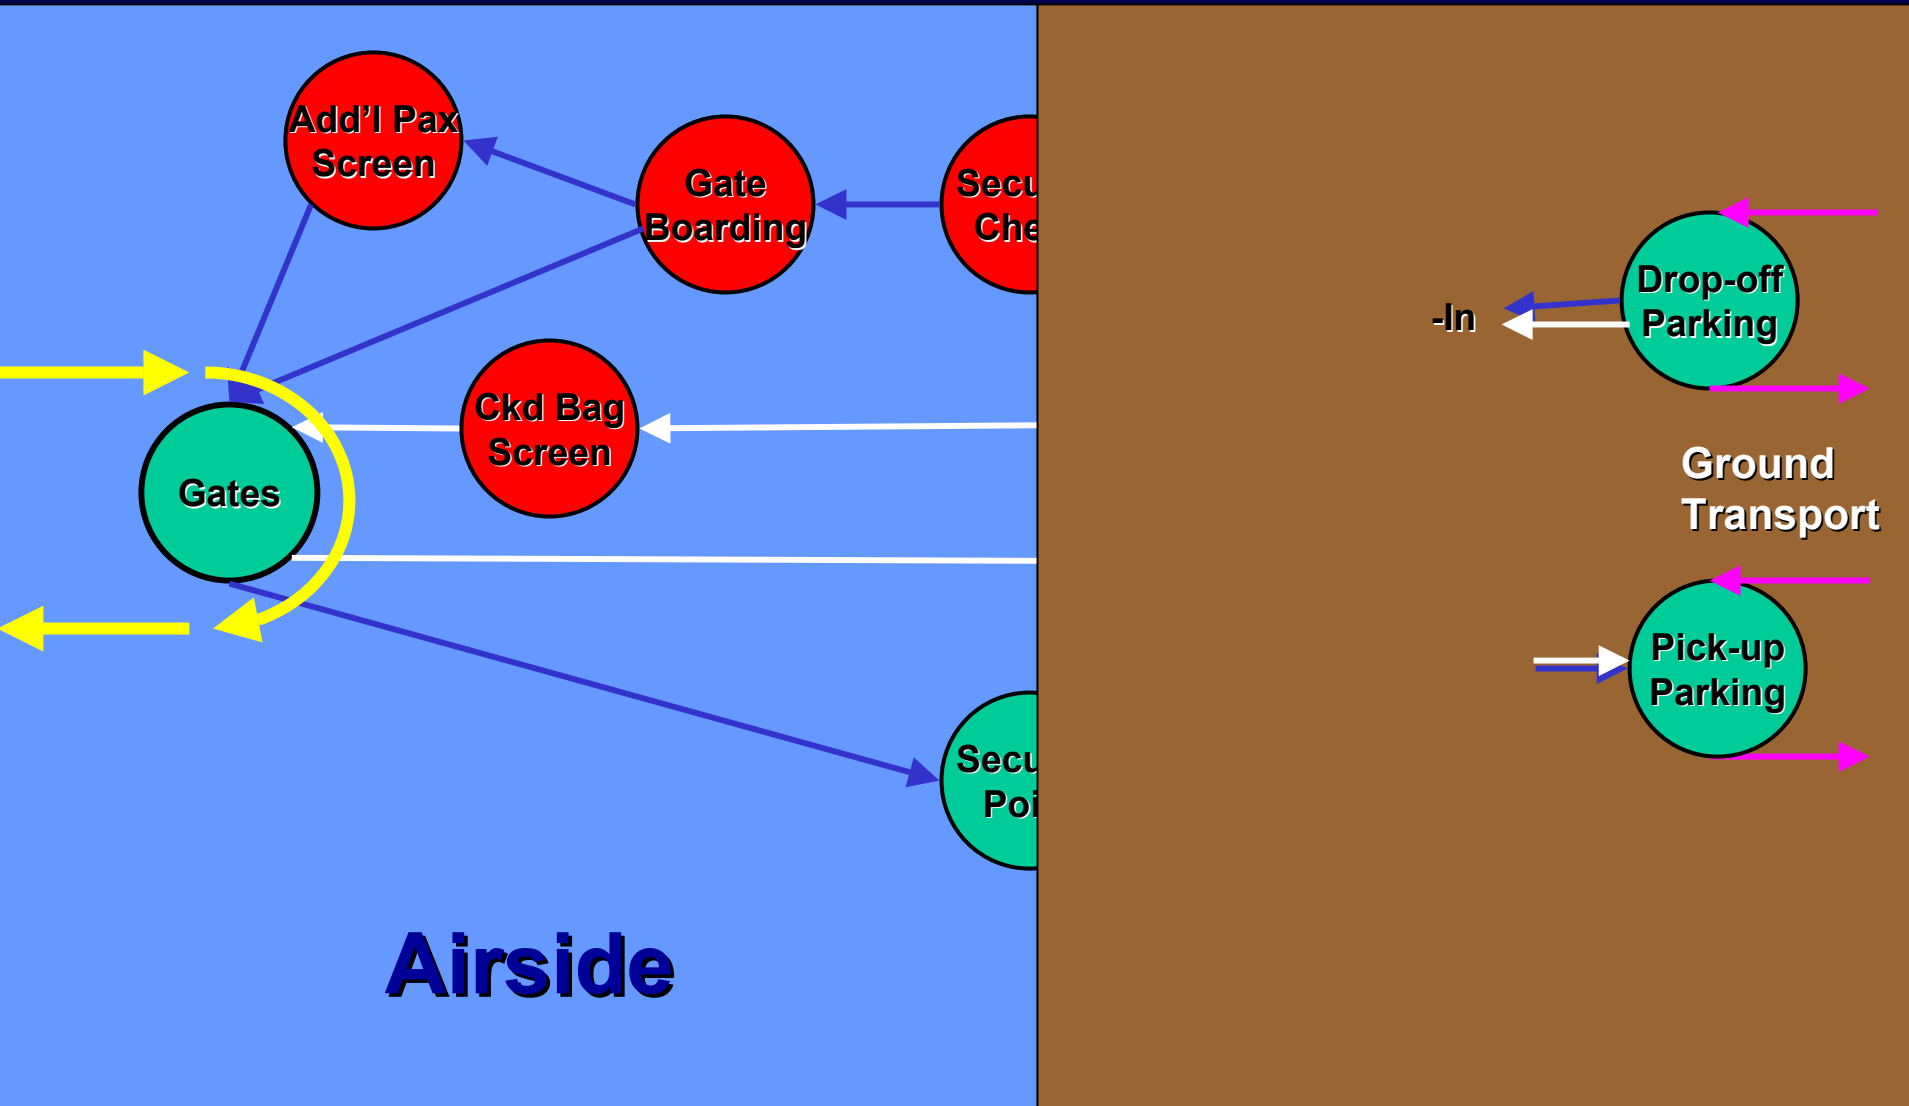 Add'l Pax
Screen
Gate
Boarding
Secu
Che
Ckd Bag
Screen
Gates
Secu
Poi
Airside
-In
Drop-off
Parking
Ground
Transport
Pick-up
Parking